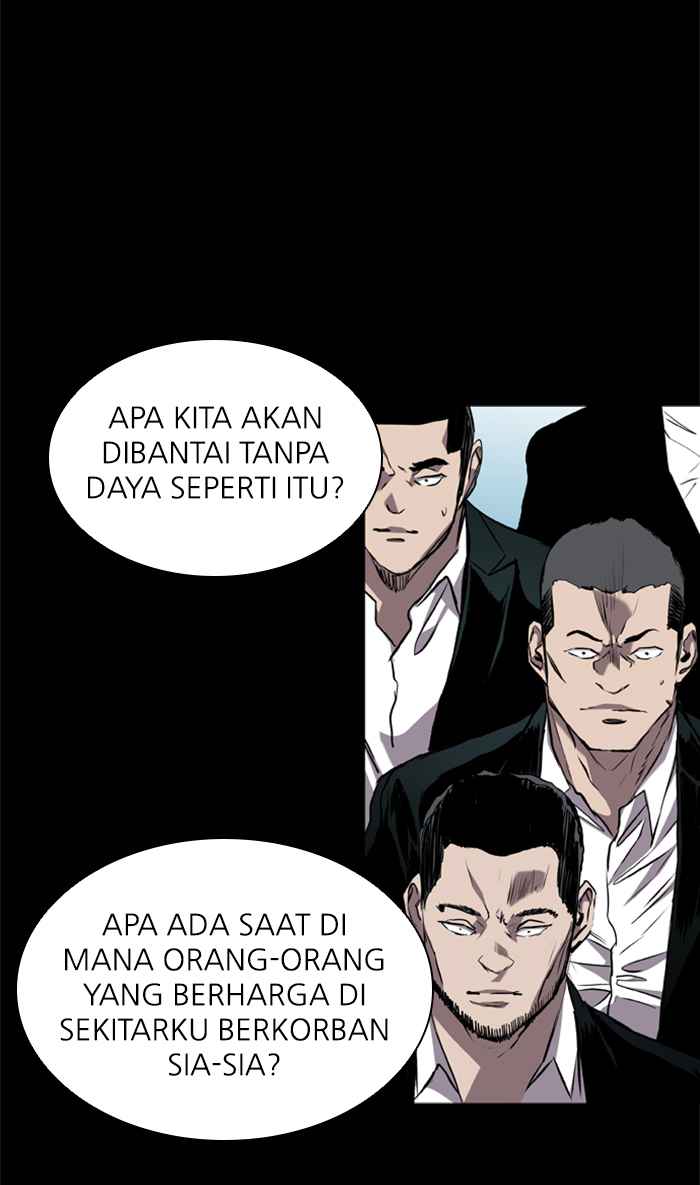 APA KITA AKAN
DIBANTAI TANPA
DAYA SEPERTI ITU?
APA ADA SAAT DI
MANA ORANG-ORANG
YANG BERHARGA DI
SEKITARKU BERKORBAN
SIA-SIA?